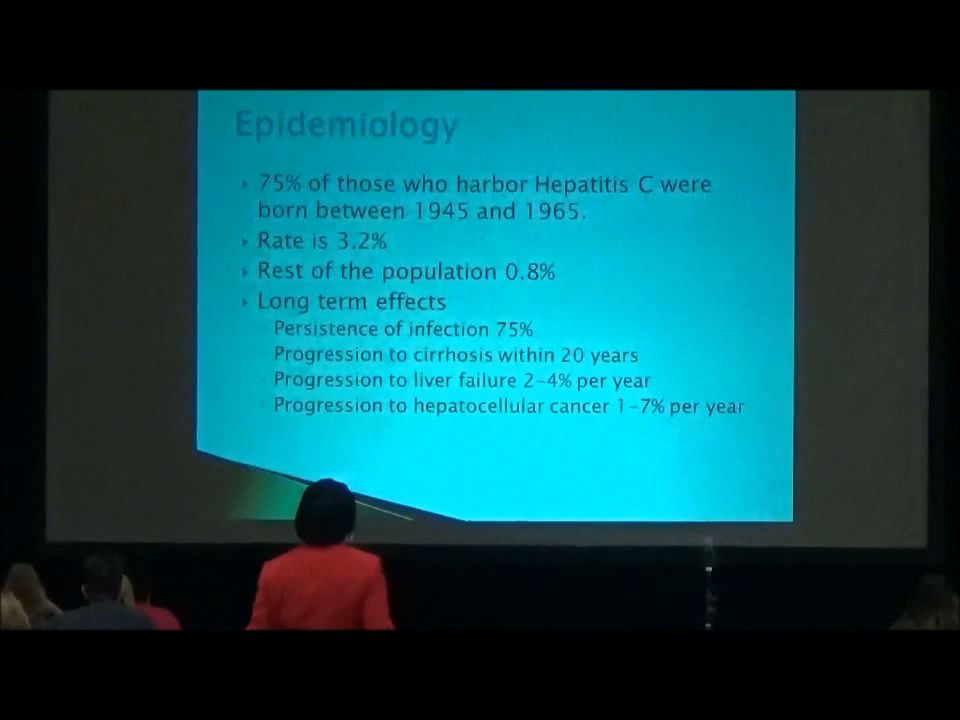 Epidemiology
75% of those who harbor Hepatitis C were
born between 1945 and 1965.
Rate is 3.2%
Rest of the population 0.8%
Long term effects
Persistence of infection 75%
Progression to cirrhosis within 20 years
Progression to liver failure 2-4% per year
Progression to hepatocellular cancer 1-7% per year